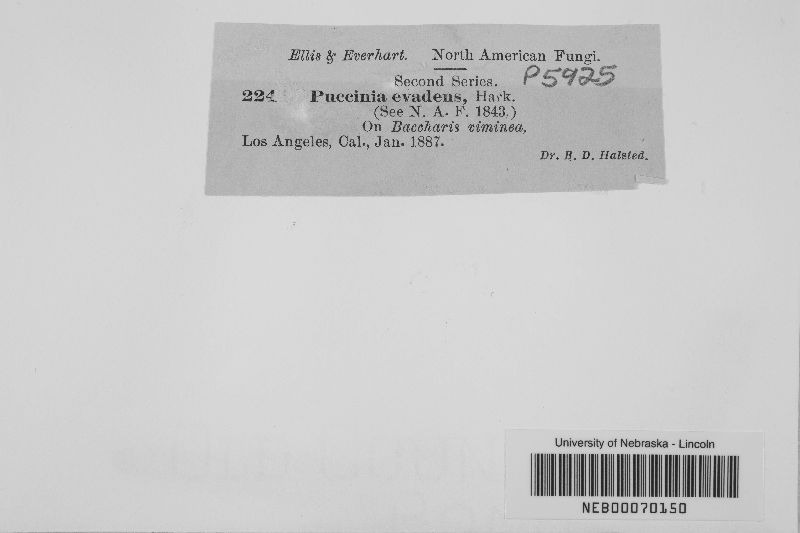 Ellis & Everhart. North American Fungi.
Second Series. P5925
Puccinia evadens, Hark.
(See N. A. F. 1843.)
On Baccharis viminea.
Los Angeles, Cal., Jan. 1887.
Dr. B. D. Halsted.
University of Nebraska - Lincoln
NEB00070150